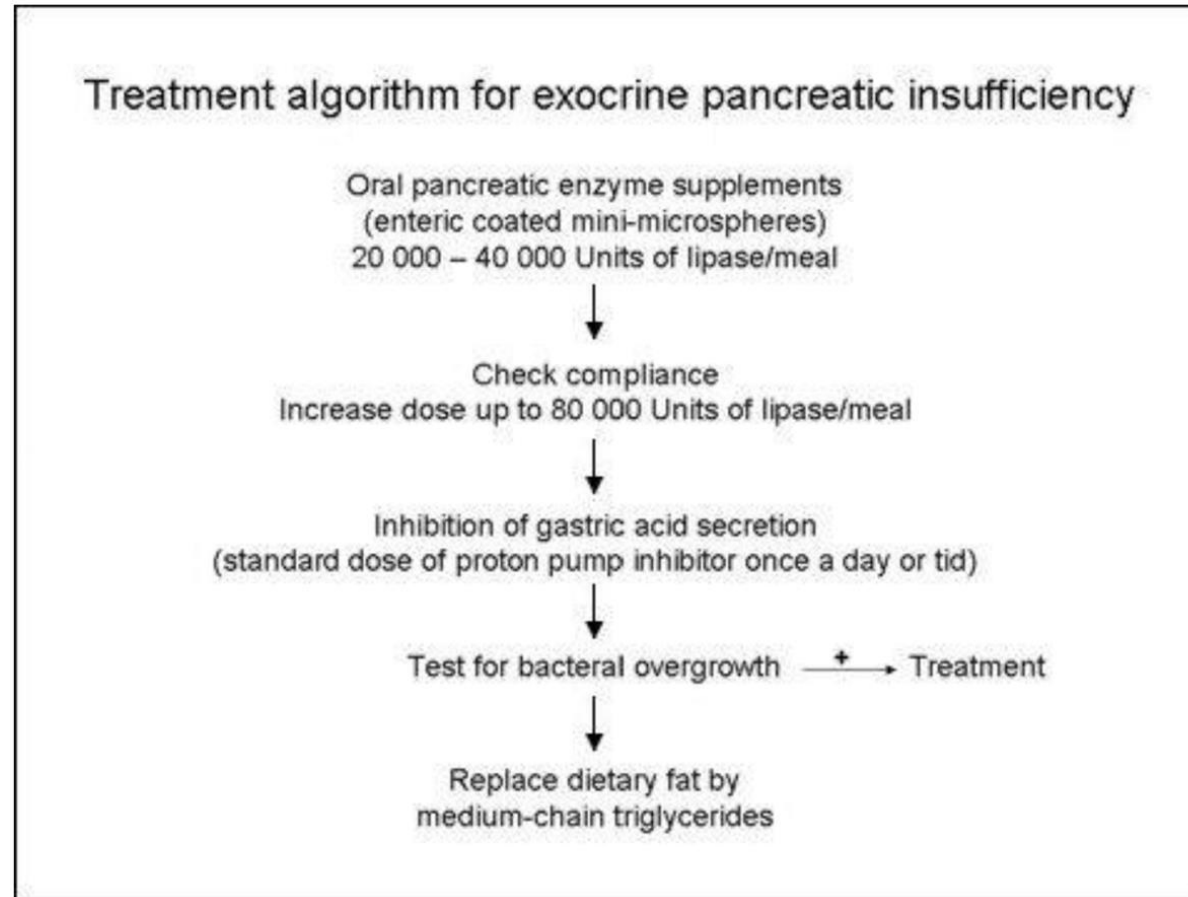 Treatment algorithm for exocrine pancreatic insufficiency
Oral pancreatic enzyme supplements
(enteric coated mini-microspheres)
20 000 – 40 000 Units of lipase/meal
Check compliance
Increase dose up to 80 000 Units of lipase/meal
Inhibition of gastric acid secretion
(standard dose of proton pump inhibitor once a day or tid)
Test for bacteral overgrowth + Treatment
Replace dietary fat by
medium-chain triglycerides